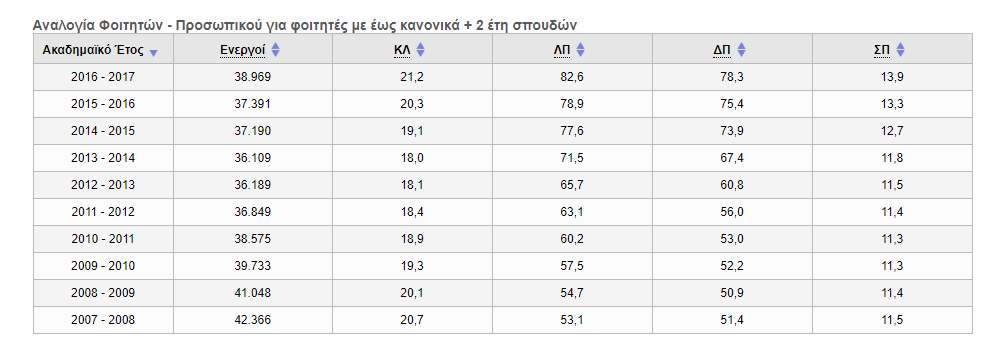 Αναλογία Φοιτητών - Προσωπικού για φοιτητές με έως κανονικά + 2 έτη σπουδών
Ακαδημαϊκό Έτος Ενεργοί ΚΛ ΛΠ ΔΠ ΣΠ
2016 - 2017 38.969 21,2 82,6 78,3 13,9
2015 - 2016 37.391 20,3 78,9 75,4 13,3
2014 - 2015 37.190 19,1 77,6 73,9 12,7
2013 - 2014 36.109 18,0 71,5 67,4 11,8
2012 - 2013 36.189 18,1 65,7 60,8 11,5
2011 - 2012 36.849 18,4 63,1 56,0 11,4
2010 - 2011 38.575 18,9 60,2 53,0 11,3
2009 - 2010 39.733 19,3 57,5 52,2 11,3
2008 - 2009 41.048 20,1 54,7 50,9 11,4
2007 - 2008 42.366 20,7 53,1 51,4 11,5